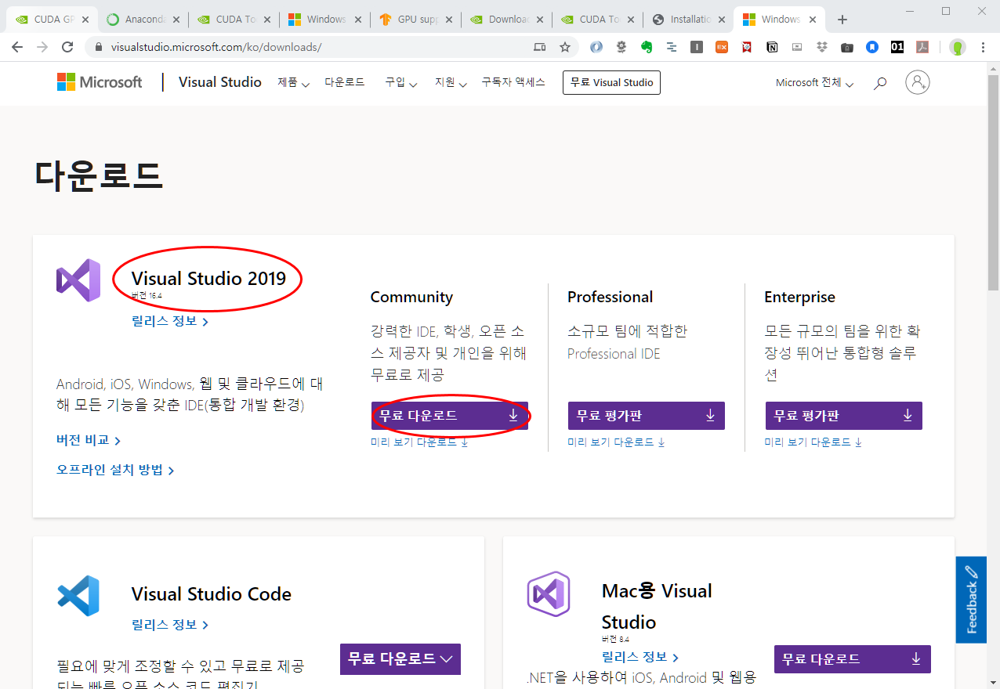 CUDA GP
Anaconda
CUDA To
Windows
GPU supp
Download
CUDA To
Installatio
Windows
visualstudio.microsoft.com/ko/downloads/
Microsoft
Visual Studio
제품
다운로드
구입
지원
구독자 액세스
무료 Visual Studio
Microsoft 전체
다운로드
Visual Studio 2019
버전 16.4
릴리스 정보
Android, iOS, Windows, 웹 및 클라우드에 대
해 모든 기능을 갖춘 IDE(통합 개발 환경)
버전 비교
오프라인 설치 방법
Community
강력한 IDE, 학생, 오픈 소
스 제공자 및 개인을 위해
무료로 제공
무료 다운로드
미리 보기 다운로드
Professional
소규모 팀에 적합한
Professional IDE
무료 평가판
미리 보기 다운로드
Enterprise
모든 규모의 팀을 위한 확
장성 뛰어난 통합형 솔루
션
무료 평가판
미리 보기 다운로드
Visual Studio Code
릴리스 정보
필요에 맞게 조정할 수 있고 무료로 제공
되는 빠른 오픈 소스 코드 편집기
무료 다운로드
Mac용 Visual
Studio
버전 8.4
릴리스 정보
.NET을 사용하여 iOS, Android 및 웹용
무료 다운로드
Feedback